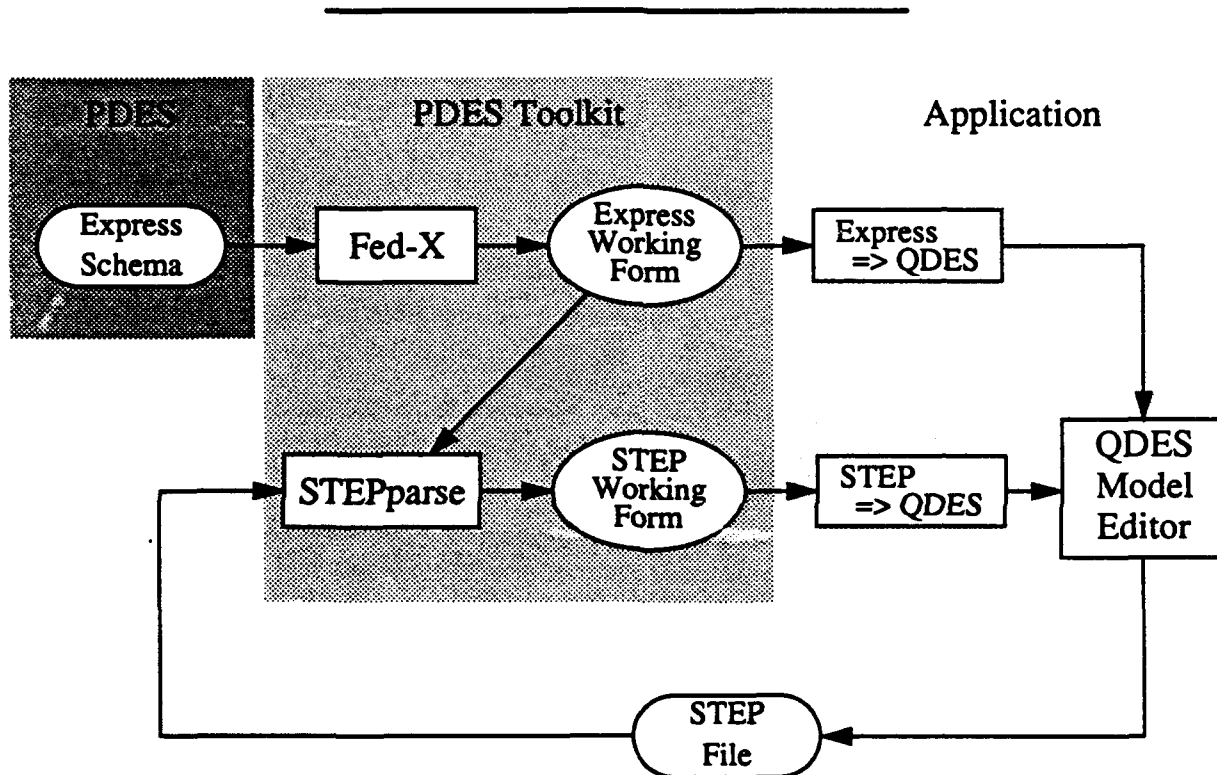 PDES
PDES Toolkit
Application
Express
Schema
Fed-X
Express
Working
Form
Express
=> QDES
STEPparse
STEP
Working
Form
STEP
=> QDES
QDES
Model
Editor
STEP
File